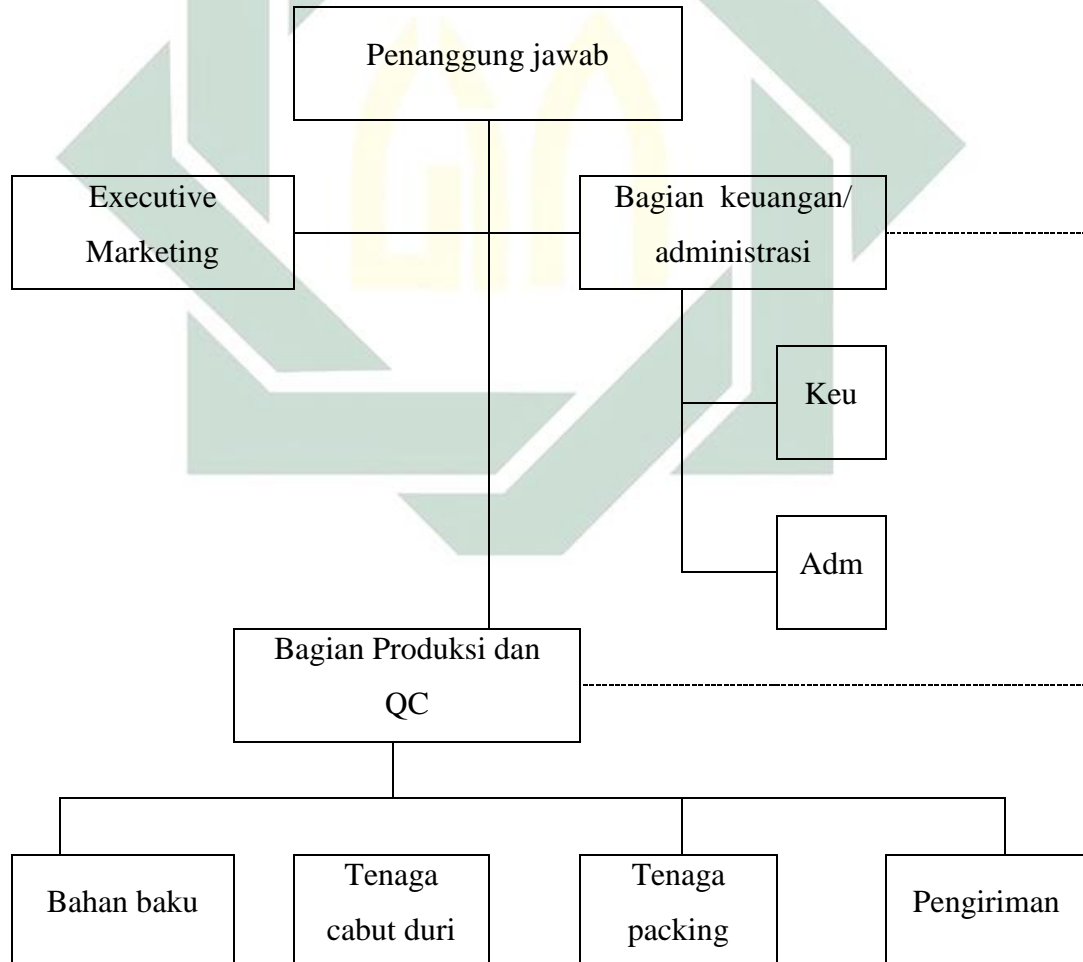 Penanggung jawab
Executive
Marketing
Bagian keuangan/
administrasi
Keu
Adm
Bagian Produksi dan
QC
Bahan baku
Tenaga
cabut duri
Tenaga
packing
Pengiriman